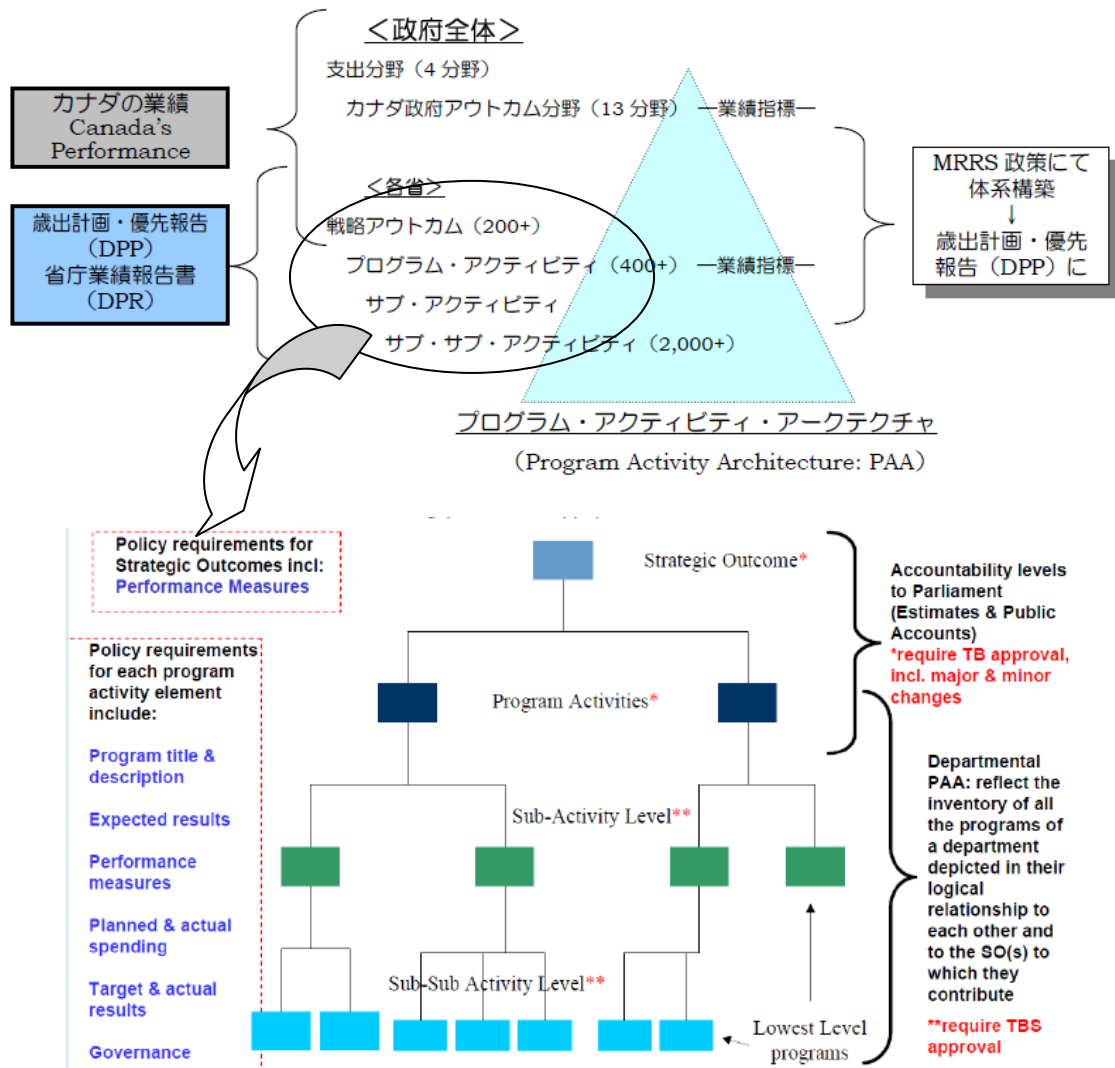 ＜政府全体＞
支出分野（4 分野）
カナダ政府アウトカム分野（13 分野）
―業績指標―
カナダの業績
Canada's
Performance
＜各省＞
戦略アウトカム（200+）
プログラム・アクティビティ（400+）
―業績指標―
サブ・アクティビティ
サブ・サブ・アクティビティ（2,000+）
歳出計画・優先報告
（DPP）
省庁業績報告書
（DPR）
MRRS 政策にて
体系構築
↓
歳出計画・優先
報告（DPP）に
プログラム・アクティビティ・アークテクチャ
（Program Activity Architecture: PAA）
Policy requirements for
Strategic Outcomes incl:
Performance Measures
Policy requirements
for each program
activity element
include:
Program title &
description
Expected results
Performance
measures
Planned & actual
spending
Target & actual
results
Governance
Strategic Outcome*
Program Activities*
Sub-Activity Level**
Sub-Sub Activity Level**
Lowest Level
programs
Accountability levels
to Parliament
(Estimates & Public
Accounts)
*require TB approval,
incl. major & minor
changes
Departmental
PAA: reflect the
inventory of all
the programs of
a department
depicted in their
logical
relationship to
each other and
to the SO(s) to
which they
contribute
**require TBS
approval